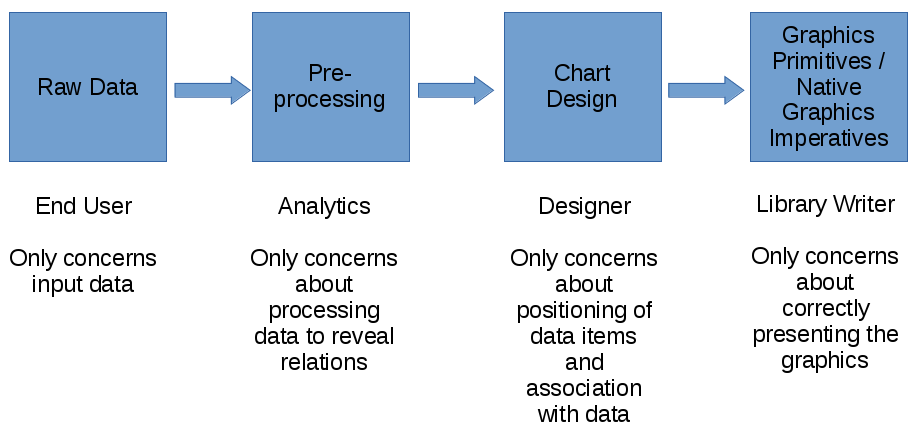 Raw Data
Pre-
processing
Chart
Design
Graphics
Primitives /
Native
Graphics
Imperatives
End User
Only concerns
input data
Analytics
Only concerns
about
processing
data to reveal
relations
Designer
Only concerns
about
positioning of
data items
and
association
with data
Library Writer
Only concerns
about
correctly
presenting the
graphics